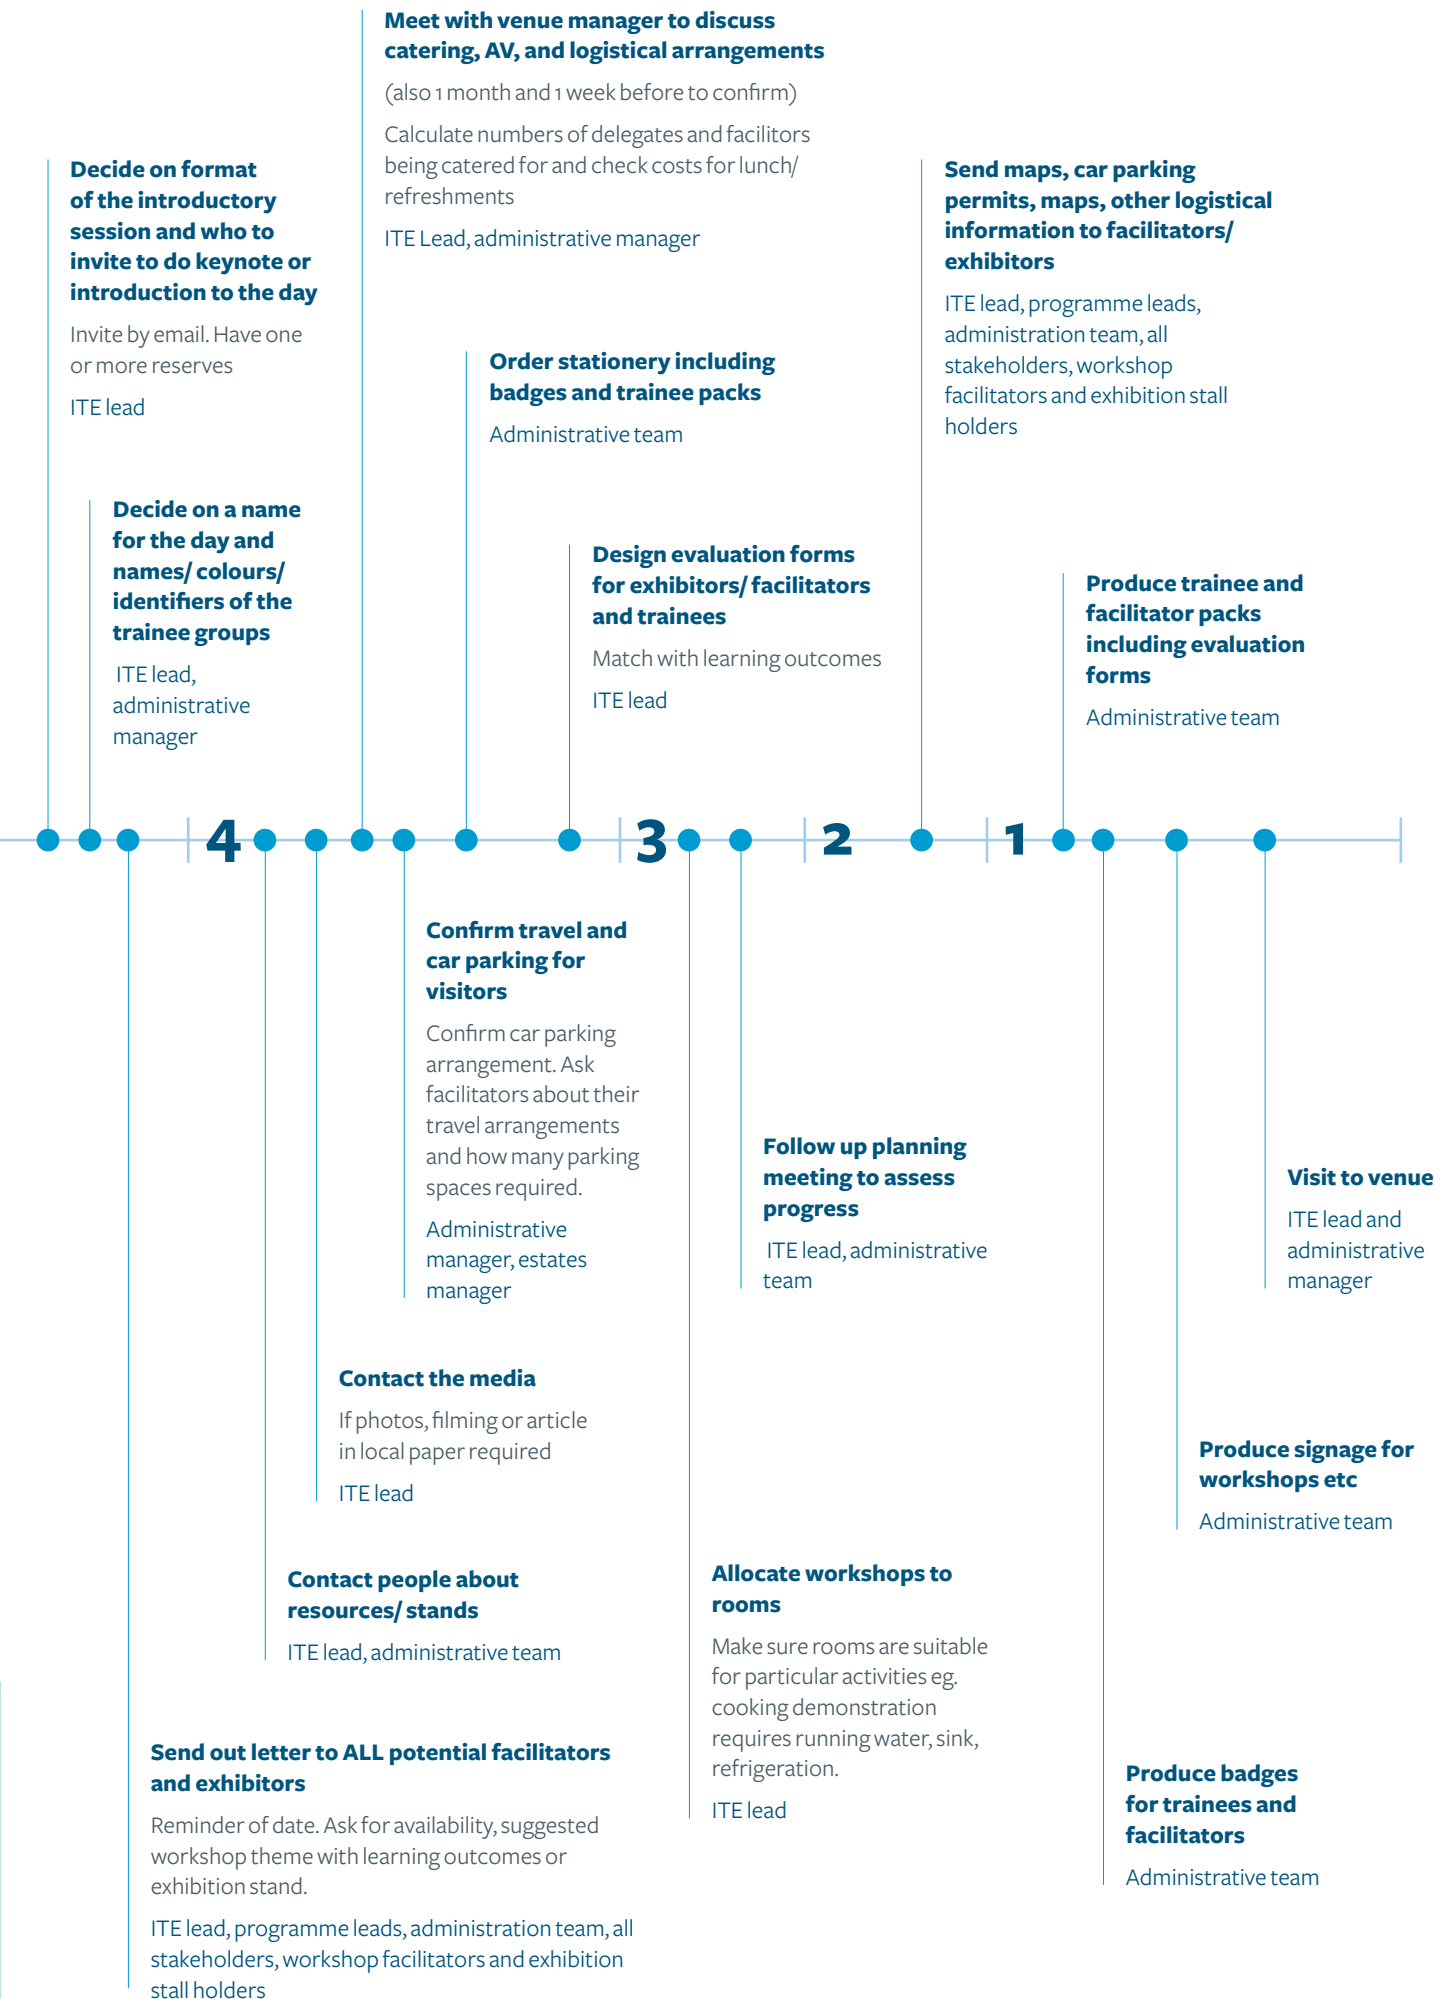 Meet with venue manager to discuss
catering, AV, and logistical arrangements
(also 1 month and 1 week before to confirm)
Calculate numbers of delegates and facilitors
being catered for and check costs for lunch/
refreshments
ITE Lead, administrative manager
Decide on format
of the introductory
session and who to
invite to do keynote or
introduction to the day
Invite by email. Have one
or more reserves
ITE lead
Send maps, car parking
permits, maps, other logistical
information to facilitators/
exhibitors
ITE lead, programme leads,
administration team, all
stakeholders, workshop
facilitators and exhibition stall
holders
Order stationery including
badges and trainee packs
Administrative team
Decide on a name
for the day and
names/ colours/
identifiers of the
trainee groups
ITE lead,
administrative
manager
Design evaluation forms
for exhibitors/ facilitators
and trainees
Match with learning outcomes
ITE lead
Produce trainee and
facilitator packs
including evaluation
forms
Administrative team
4
3
2
1
Confirm travel and
car parking for
visitors
Confirm car parking
arrangement. Ask
facilitators about their
travel arrangements
and how many parking
spaces required.
Administrative
manager, estates
manager
Follow up planning
meeting to assess
progress
ITE lead, administrative
team
Visit to venue
ITE lead and
administrative
manager
Contact the media
If photos, filming or article
in local paper required
ITE lead
Produce signage for
workshops etc
Administrative team
Contact people about
resources/ stands
ITE lead, administrative team
Allocate workshops to
rooms
Make sure rooms are suitable
for particular activities eg.
cooking demonstration
requires running water, sink,
refrigeration.
ITE lead
Send out letter to ALL potential facilitators
and exhibitors
Reminder of date. Ask for availability, suggested
workshop theme with learning outcomes or
exhibition stand.
ITE lead, programme leads, administration team, all
stakeholders, workshop facilitators and exhibition
stall holders
Produce badges
for trainees and
facilitators
Administrative team